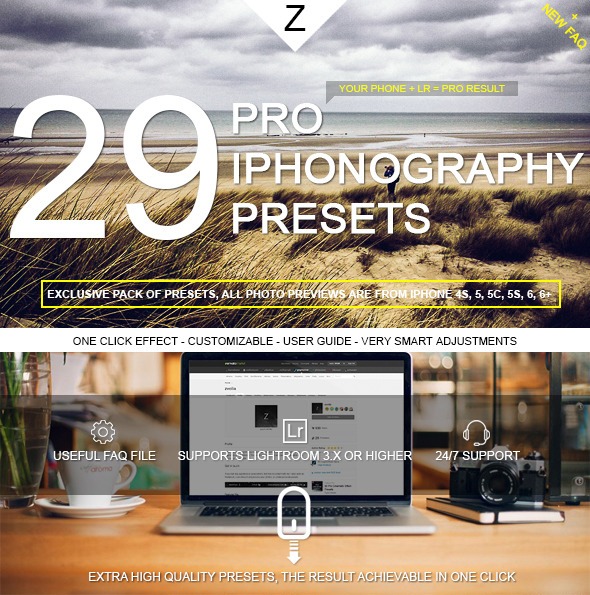 Z
+
NEW FAQ
YOUR PHONE + LR = PRO RESULT
29
PRO
IPHONOGRAPHY
PRESETS
EXCLUSIVE PACK OF PRESETS, ALL PHOTO PREVIEWS ARE FROM IPHONE 4S, 5, 5C, 5S, 6, 6+
ONE CLICK EFFECT - CUSTOMIZABLE - USER GUIDE - VERY SMART ADJUSTMENTS
Z
Lr
USEFUL FAQ FILE
SUPPORTS LIGHTROOM 3.X OR HIGHER
24/7 SUPPORT
EXTRA HIGH QUALITY PRESETS, THE RESULT ACHIEVABLE IN ONE CLICK